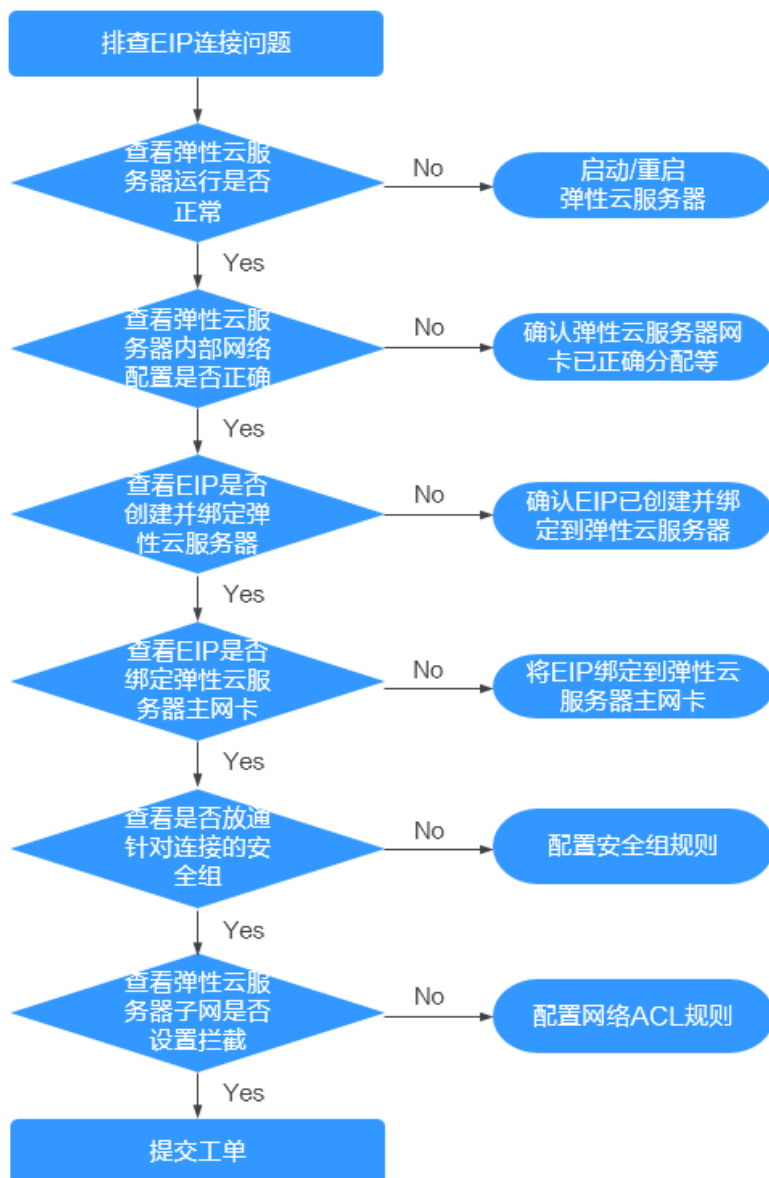 排查EIP连接问题
查看弹性云服
务器运行是否
正常
No
启动/重启
弹性云服务器
Yes
查看弹性云服
务器内部网络
配置是否正确
No
确认弹性云服务器网
卡已正确分配等
Yes
查看EIP是否
创建并绑定弹
性云服务器
No
确认EIP已创建并绑
定到弹性云服务器
Yes
查看EIP是否
绑定弹性云服
务器主网卡
No
将EIP绑定到弹性云
服务器主网卡
Yes
查看是否放通
针对连接的安
全组
No
配置安全组规则
Yes
查看弹性云服
务器子网是否
设置拦截
No
配置网络ACL规则
Yes
提交工单